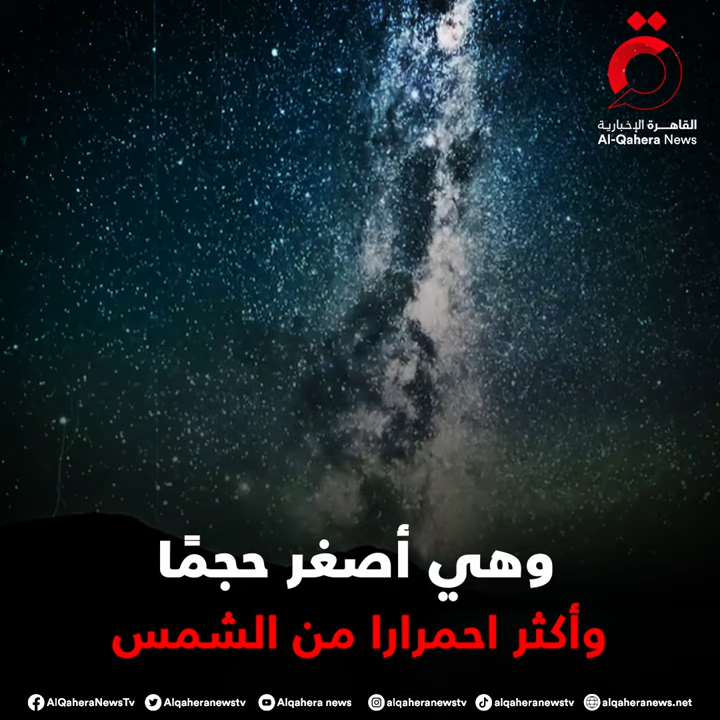 القاهـرة الإخبارية
Al-Qahera News
وهي أصغر حجمًا
وأكثر احمرارا من الشمس
AlQaheraNewsTv
Alqaheranewstv
Alqahera news
alqaheranewstv
alqaheranewstv
alqaheranews.net